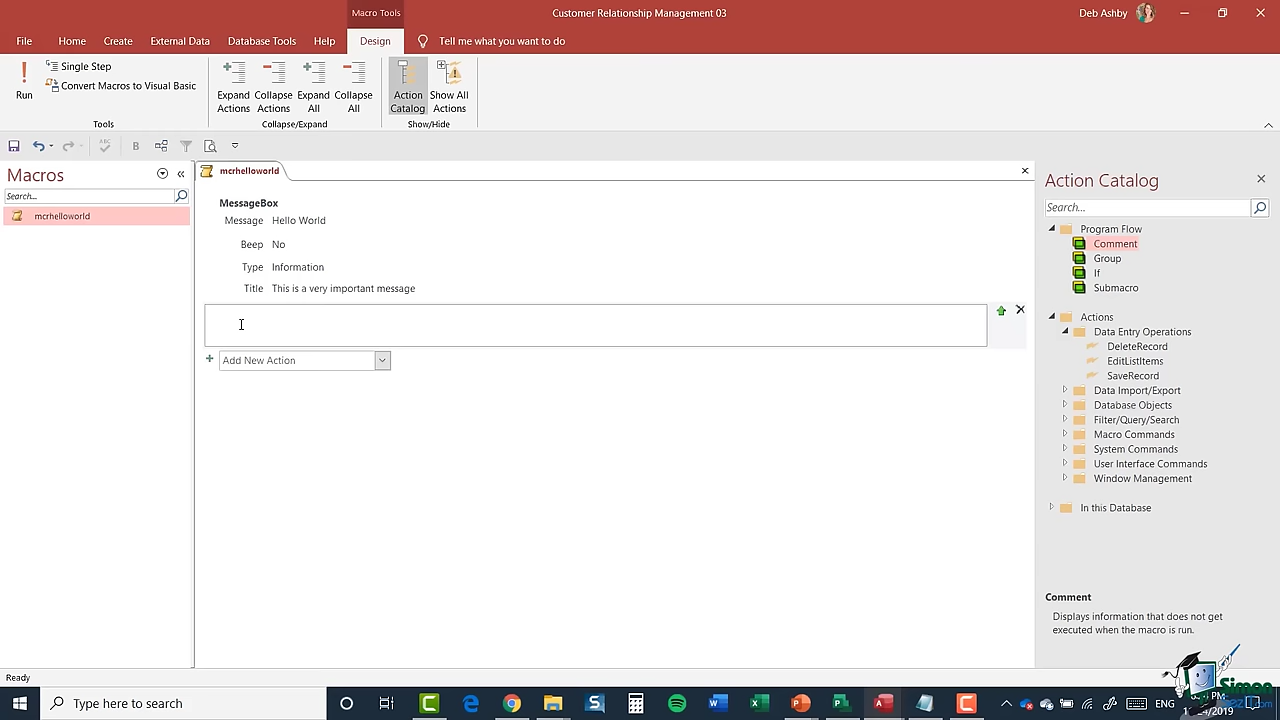 Macro Tools
Customer Relationship Management 03
Deb Ashby
File Home Create External Data Database Tools Help Design Tell me what you want to do
Run
Single Step
Convert Macros to Visual Basic
Tools
Expand Actions
Collapse Actions
Expand All
Collapse All
Collapse/Expand
Action Catalog
Show All Actions
Show/Hide
Macros
Search...
mcrhelloworld
mcrhelloworld
MessageBox
Message Hello World
Beep No
Type Information
Title This is a very important message
Add New Action
Action Catalog
Search...
Program Flow
Comment
Group
If
Submacro
Actions
Data Entry Operations
DeleteRecord
EditListItems
SaveRecord
Data Import/Export
Database Objects
Filter/Query/Search
Macro Commands
System Commands
User Interface Commands
Window Management
In this Database
Comment
Displays information that does not get
executed when the macro is run.
Ready
Type here to search
ENG